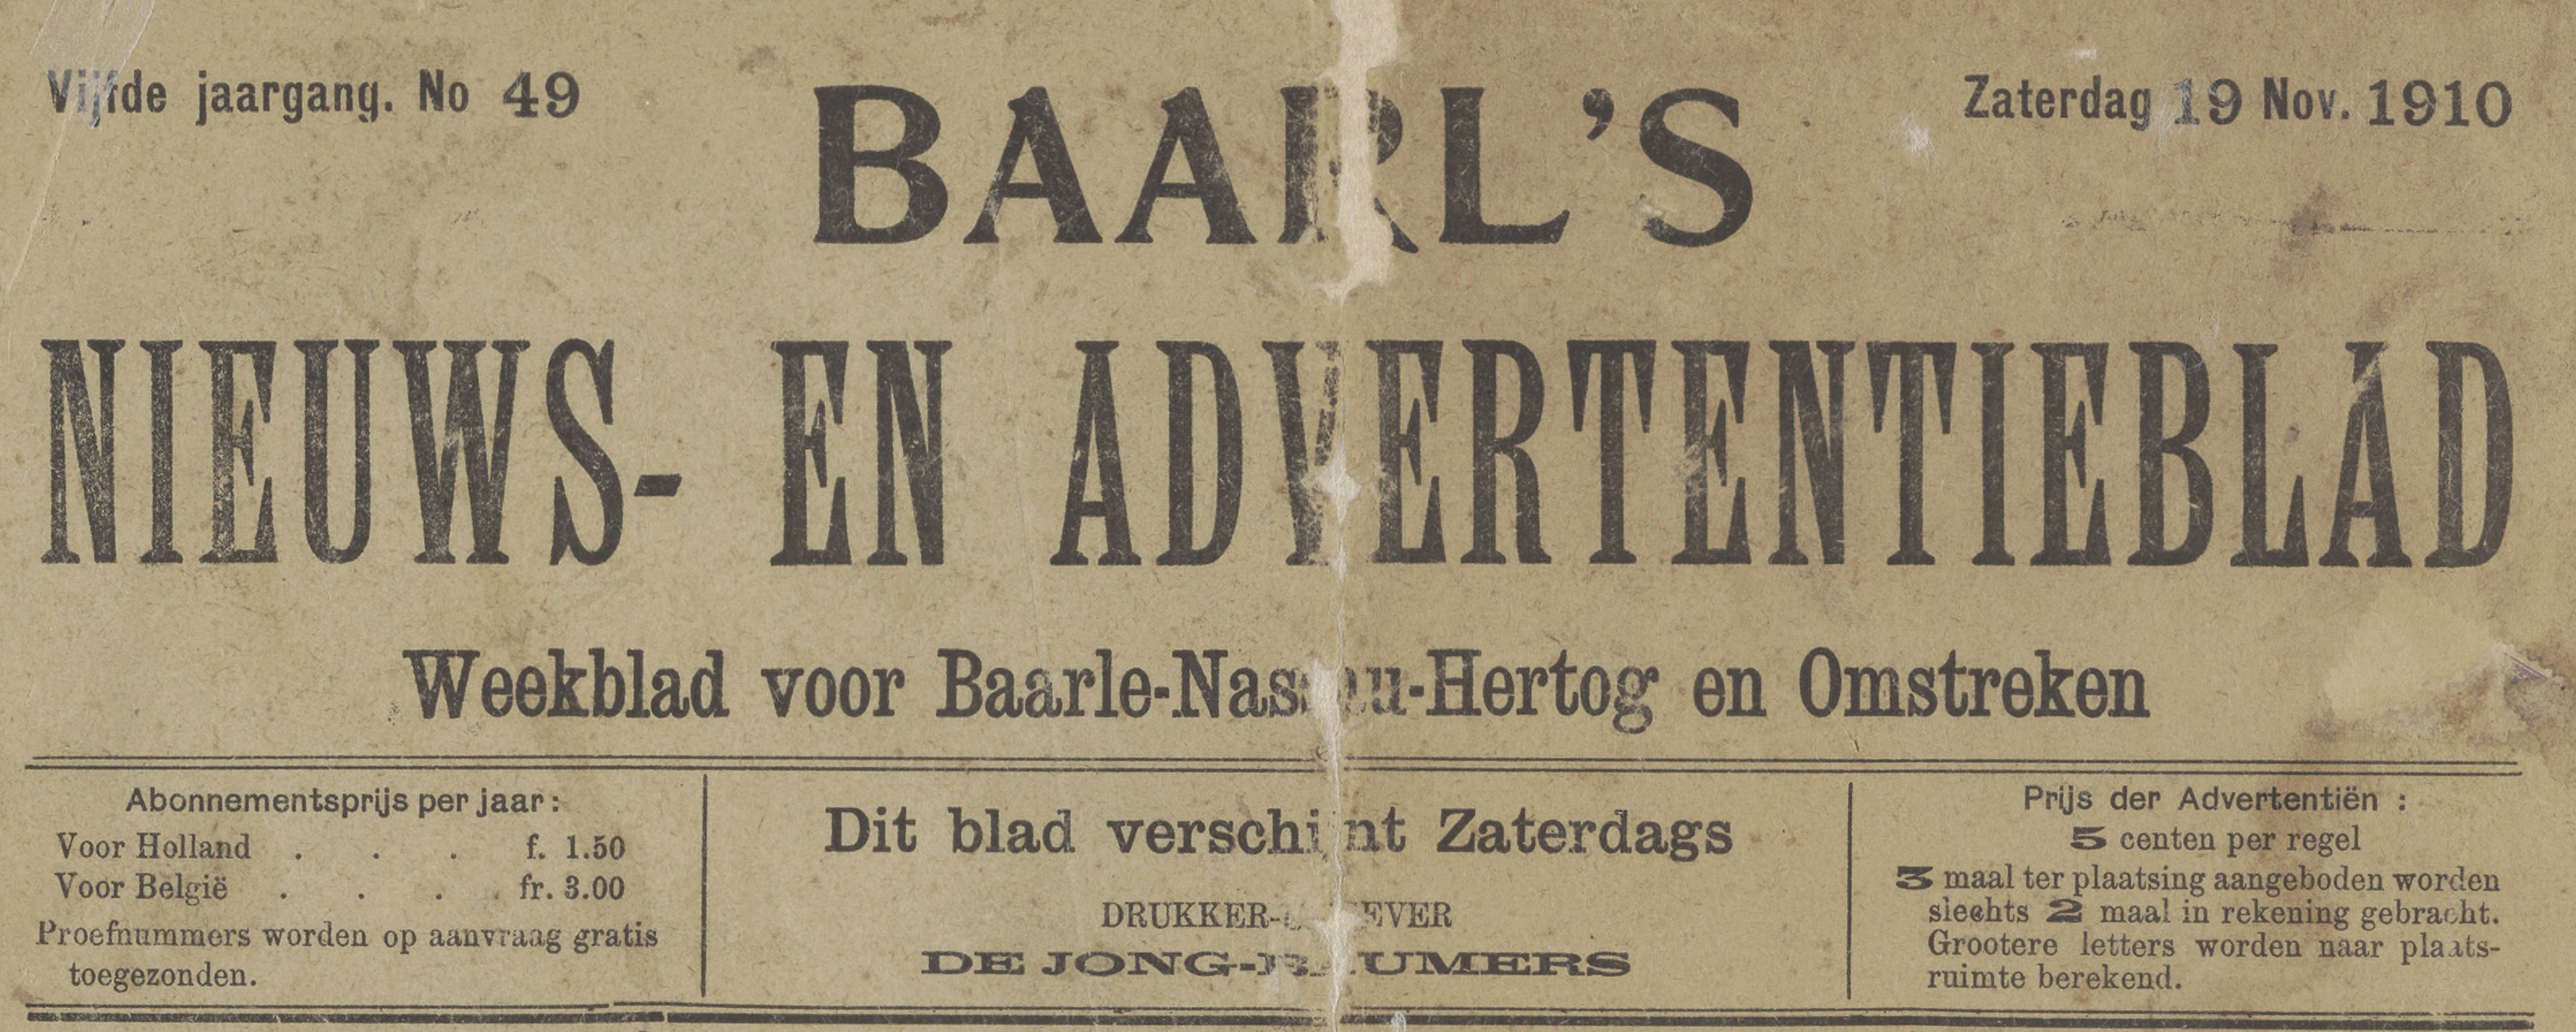 Vijfde jaargang. No 49
BAARL'S
Zaterdag 19 Nov. 1910
NIEUWS- EN ADVERTENTIEBLAD
Weekblad voor Baarle-Nassau-Hertog en Omstreken
Abonnementsprijs per jaar:
Voor Holland . . . f. 1.50
Voor België . . . fr. 3.00
Proefnummers worden op aanvraag gratis
toegezonden.
Dit blad verschijnt Zaterdags
DRUKKER-UITGEVER
DE JONG-RAUMERS
Prijs der Advertentiën :
5 centen per regel
3 maal ter plaatsing aangeboden worden
slechts 2 maal in rekening gebracht.
Grootere letters worden naar plaats-
ruimte berekend.